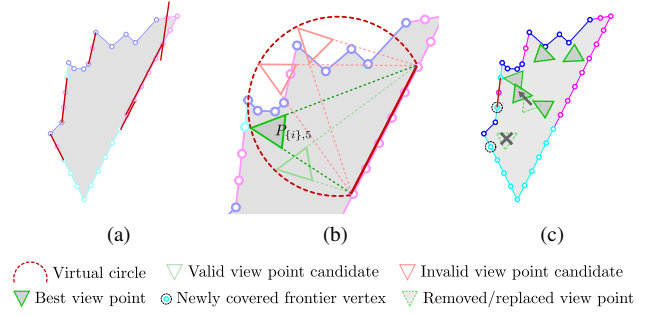 P{i},5
(a) (b) (c)
Virtual circle Valid view point candidate Invalid view point candidate
Best view point Newly covered frontier vertex Removed/replaced view point